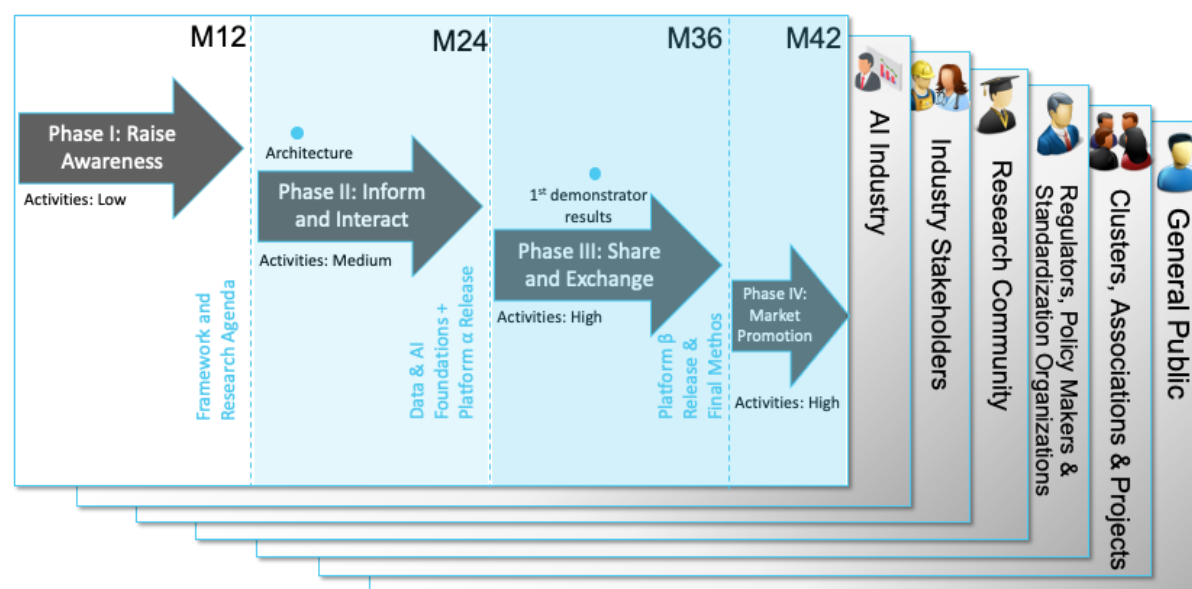 M12
M24
M36
M42
Phase I: Raise
Awareness
Activities: Low
Framework and
Research Agenda
Architecture
Phase II: Inform
and Interact
Activities: Medium
Data & AI
Foundations +
Platform α Release
1st demonstrator
results
Phase III: Share
and Exchange
Activities: High
Platform β
Release &
Final Methos
Phase IV:
Market
Promotion
Activities: High
AI Industry
Industry Stakeholders
Research Community
Regulators, Policy Makers &
Standardization Organizations
Clusters, Associations & Projects
General Public